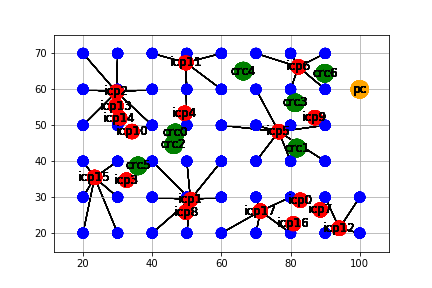 70
60
50
40
30
20
20
40
60
80
100
icp11
icp6
crc4
crc6
icp2
pc
icp13
crc3
icp14
icp4
icp9
icp10
crc0
icp5
crc2
crc1
crc5
icp15
icp3
icp1
icp0
icp8
icp17
icp7
icp16
icp12